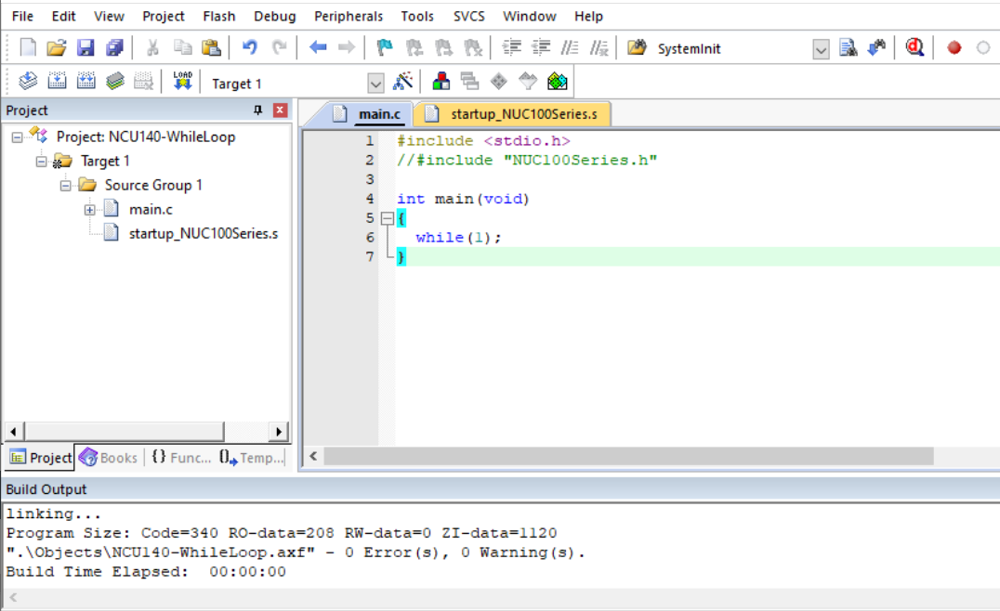 File Edit View Project Flash Debug Peripherals Tools SVCS Window Help
SystemInit
LOAD
Target 1
Project
Project: NCU140-WhileLoop
Target 1
Source Group 1
main.c
startup_NUC100Series.s
Project Books {} Func... Temp...
main.c startup_NUC100Series.s
1 #include <stdio.h>
2 //#include "NUC100Series.h"
3
4 int main(void)
5 {
6 while(1);
7 }
Build Output
linking...
Program Size: Code=340 RO-data=208 RW-data=0 ZI-data=1120
".\Objects\NCU140-WhileLoop.axf" - 0 Error(s), 0 Warning(s).
Build Time Elapsed: 00:00:00